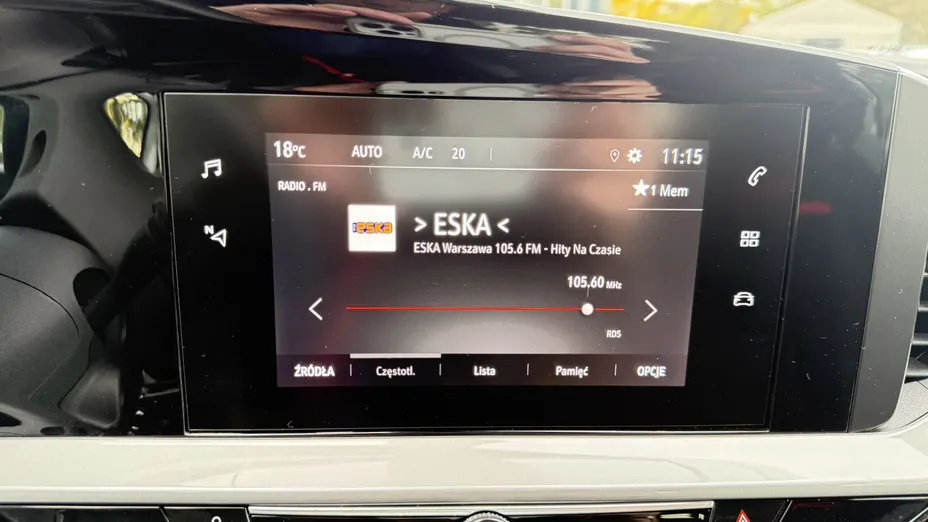 18°C AUTO A/C 20 11:15
RADIO . FM
★1 Mem
ESKA
> ESKA <
ESKA Warszawa 105.6 FM - Hity Na Czasie
105.60 MHz
RDS
ŹRÓDŁA Częstotl. Lista Pamięć OPCJE
N